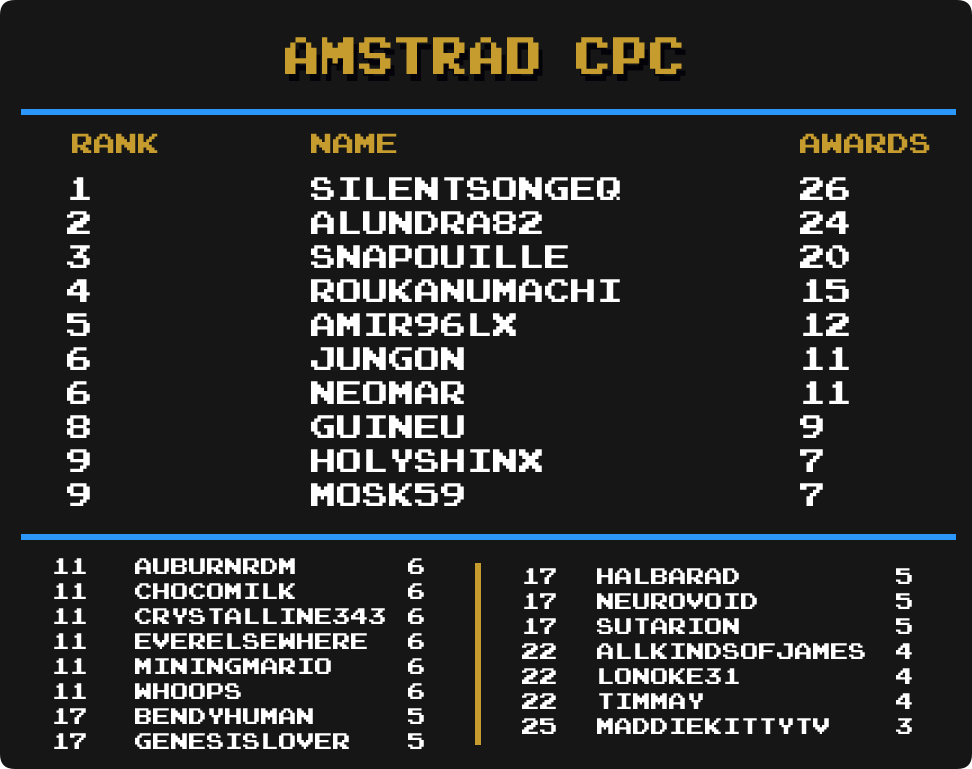 AMSTRAD CPC
RANK NAME AWARDS
1 SILENTSONGEQ 26
2 ALUNDRA82 24
3 SNAPOUILLE 20
4 ROUKANUMACHI 15
5 AMIR96LX 12
6 JUNGON 11
6 NEOMAR 11
8 GUINEU 9
9 HOLYSHINX 7
9 MOSK59 7
11 AUBURNRDM 6
11 CHOCOMILK 6
11 CRYSTALLINE343 6
11 EVERELSEWHERE 6
11 MININGMARIO 6
11 WHOOPS 6
17 BENDYHUMAN 5
17 GENESISLOVER 5
17 HALBARAD 5
17 NEUROVOID 5
17 SUTARION 5
22 ALLKINDSOFJAMES 4
22 LONOKE31 4
22 TIMMAY 4
25 MADDIEKITTYTV 3